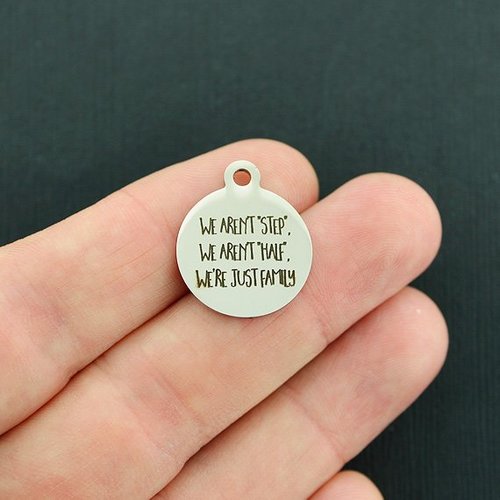 WE AREN'T "STEP",
WE AREN'T "HALF",
WE'RE JUST FAMILY